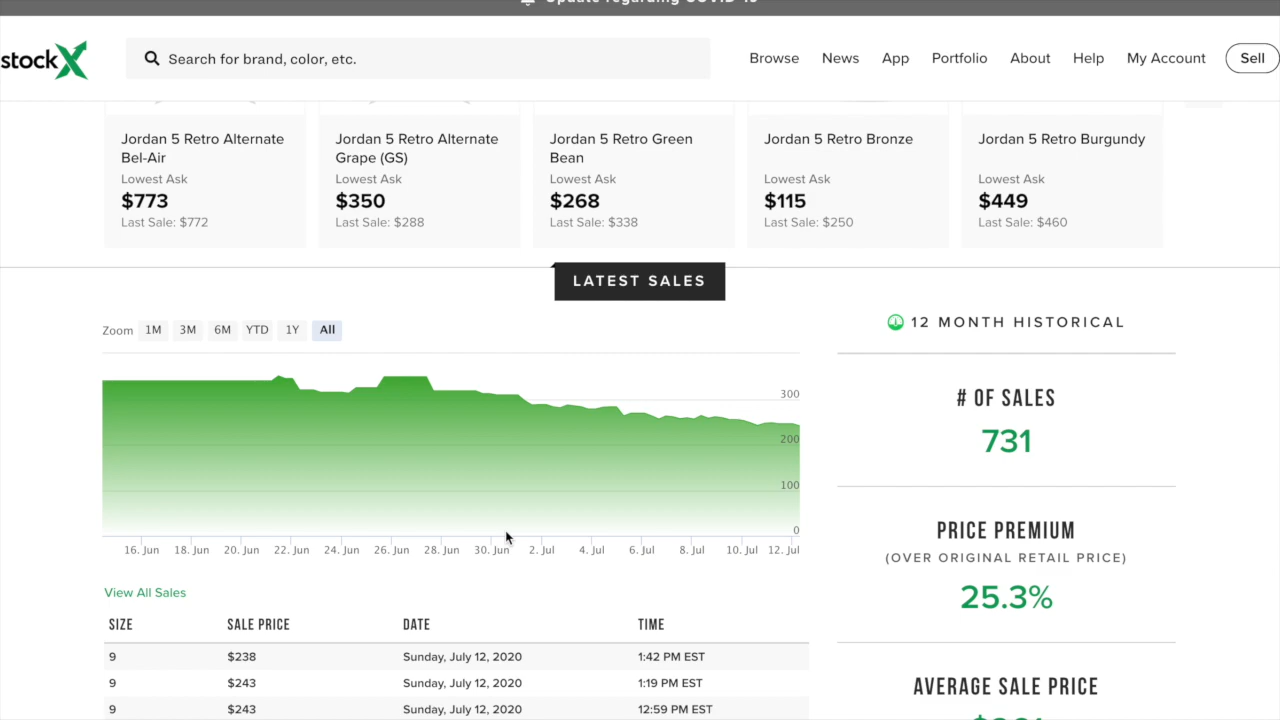 Update regarding COVID-19
stockX
Search for brand, color, etc.
Browse News App Portfolio About Help My Account Sell
Jordan 5 Retro Alternate
Bel-Air
Lowest Ask
$773
Last Sale: $772
Jordan 5 Retro Alternate
Grape (GS)
Lowest Ask
$350
Last Sale: $288
Jordan 5 Retro Green
Bean
Lowest Ask
$268
Last Sale: $338
Jordan 5 Retro Bronze
Lowest Ask
$115
Last Sale: $250
Jordan 5 Retro Burgundy
Lowest Ask
$449
Last Sale: $460
LATEST SALES
Zoom 1M 3M 6M YTD 1Y All
300
200
100
0
16. Jun 18. Jun 20. Jun 22. Jun 24. Jun 26. Jun 28. Jun 30. Jun 2. Jul 4. Jul 6. Jul 8. Jul 10. Jul 12. Jul
View All Sales
SIZE SALE PRICE DATE TIME
9 $238 Sunday, July 12, 2020 1:42 PM EST
9 $243 Sunday, July 12, 2020 1:19 PM EST
9 $243 Sunday, July 12, 2020 12:59 PM EST
12 MONTH HISTORICAL
# OF SALES
731
PRICE PREMIUM
(OVER ORIGINAL RETAIL PRICE)
25.3%
AVERAGE SALE PRICE